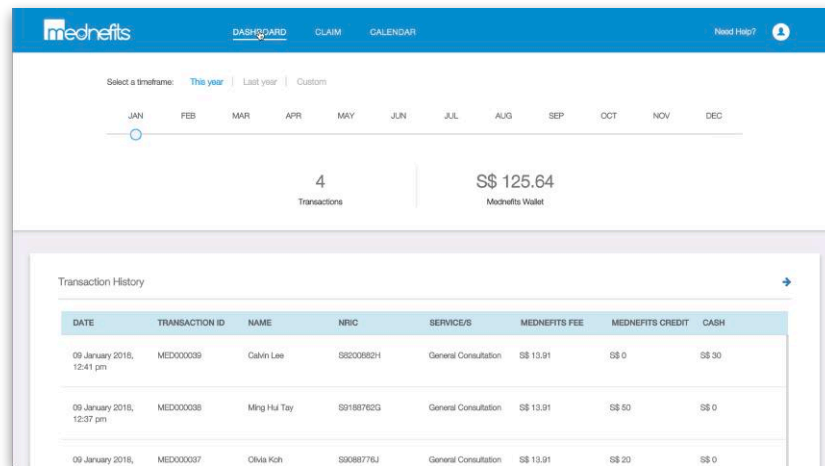 mednefits DASHBOARD CLAIM CALENDAR Need Help?
Select a timeframe: This year Last year Custom
JAN FEB MAR APR MAY JUN JUL AUG SEP OCT NOV DEC
4 S$ 125.64
Transactions Mednefits Wallet
Transaction History
DATE TRANSACTION ID NAME NRIC SERVICE/S MEDNEFITS FEE MEDNEFITS CREDIT CASH
09 January 2018, MED000039 Calvin Lee S8200882H General Consultation S$ 13.91 S$ 0 S$ 30
12:41 pm
09 January 2018, MED000038 Ming Hui Tay S9188762G General Consultation S$ 13.91 S$ 50 S$ 0
12:37 pm
09 January 2018, MED000037 Olivia Koh S9088776J General Consultation S$ 13.91 S$ 20 S$ 0